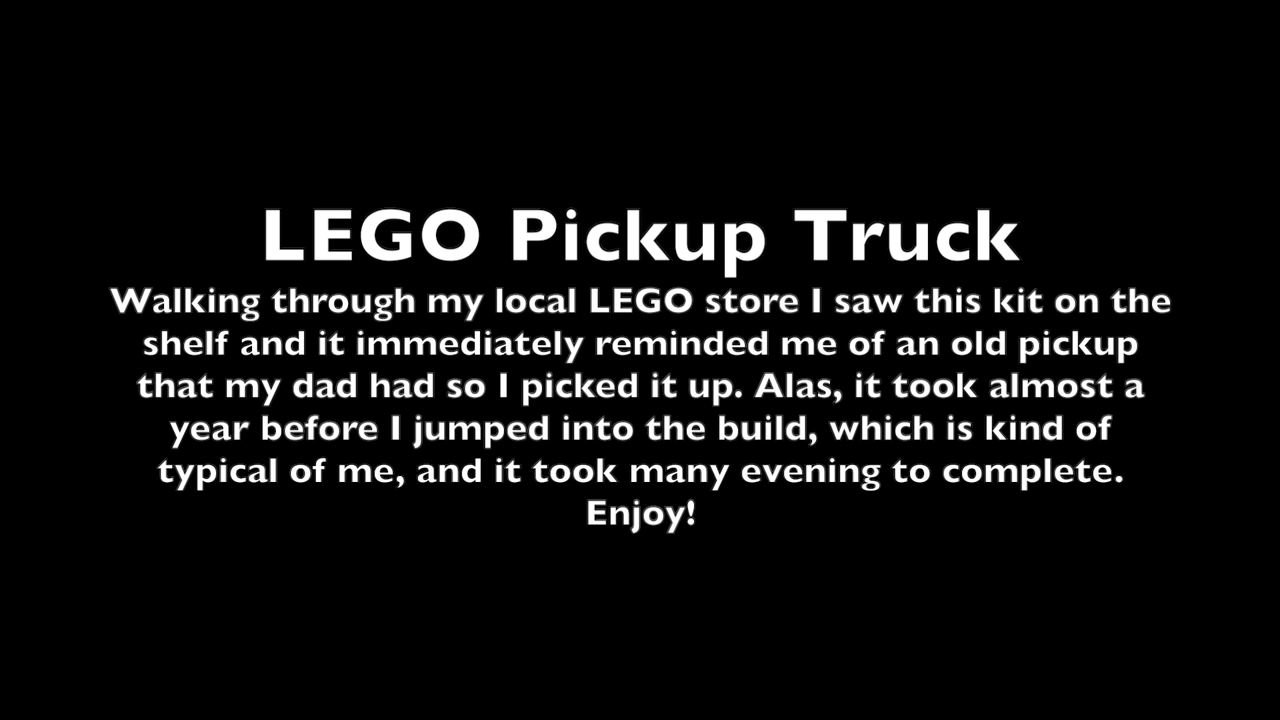 LEGO Pickup Truck
Walking through my local LEGO store I saw this kit on the
shelf and it immediately reminded me of an old pickup
that my dad had so I picked it up. Alas, it took almost a
year before I jumped into the build, which is kind of
typical of me, and it took many evening to complete.
Enjoy!